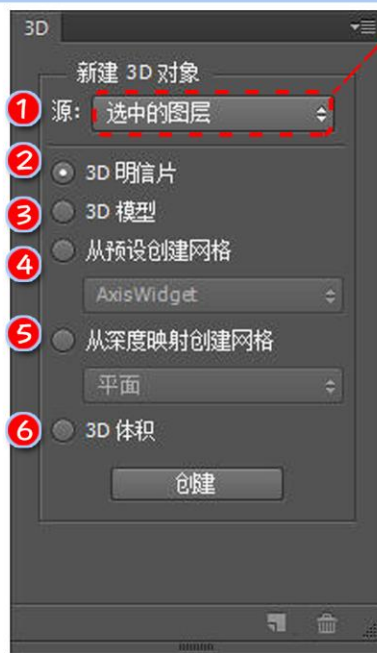 3D
新建 3D 对象
1 源: 选中的图层
2 3D 明信片
3 3D 模型
4 从预设创建网格
AxisWidget
5 从深度映射创建网格
平面
6 3D 体积
创建